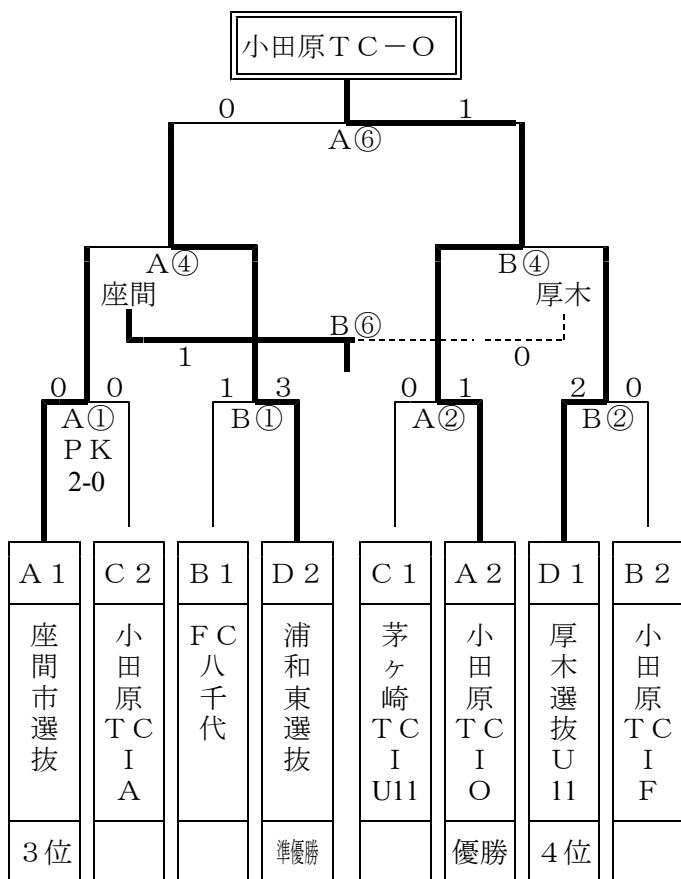 小田原ＴＣ－Ｏ
0 1
Ａ⑥
Ａ④ Ｂ④
座間 厚木
Ｂ⑥
1 0
0 0 1 3 0 1 2 0
Ａ① Ｂ① Ａ② Ｂ②
ＰＫ
2-0
Ａ1 Ｃ2 Ｂ1 Ｄ2 Ｃ1 Ａ2 Ｄ1 Ｂ2
座間市選抜
小田原ＴＣＩＡ
ＦＣ八千代
浦和東選抜
茅ヶ崎ＴＣＩU11
小田原ＴＣＩＯ
厚木選抜Ｕ11
小田原ＴＣＩＦ
３位 準優勝 優勝 ４位